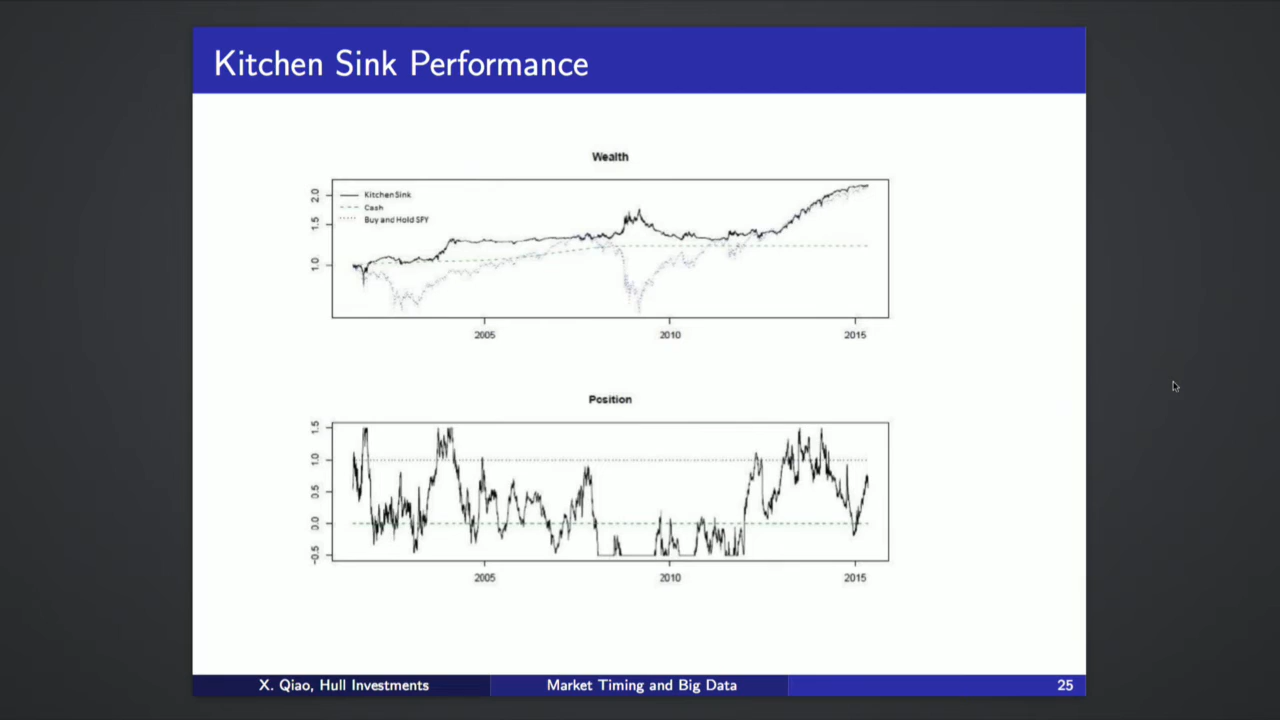 Kitchen Sink Performance
Wealth
2.0
1.5
1.0
Kitchen Sink
Cash
Buy and Hold SPY
2005 2010 2015
Position
1.5
1.0
0.5
0.0
-0.5
2005 2010 2015
X. Qiao, Hull Investments Market Timing and Big Data 25